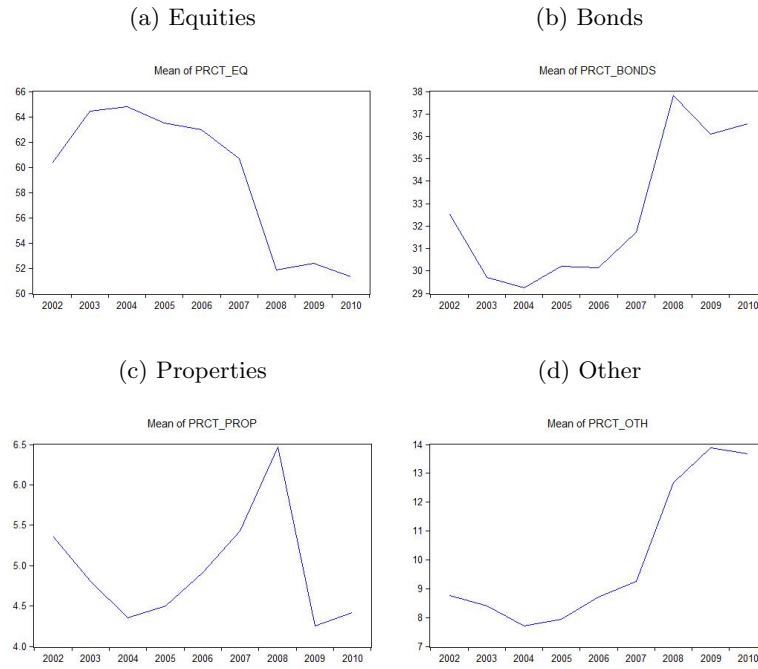 (a) Equities
(b) Bonds
Mean of PRCT_EQ
66
64
62
60
58
56
54
52
50
2002 2003 2004 2005 2006 2007 2008 2009 2010
Mean of PRCT_BONDS
38
37
36
35
34
33
32
31
30
29
2002 2003 2004 2005 2006 2007 2008 2009 2010
(c) Properties
(d) Other
Mean of PRCT_PROP
6.5
6.0
5.5
5.0
4.5
4.0
2002 2003 2004 2005 2006 2007 2008 2009 2010
Mean of PRCT_OTH
14
13
12
11
10
9
8
7
2002 2003 2004 2005 2006 2007 2008 2009 2010